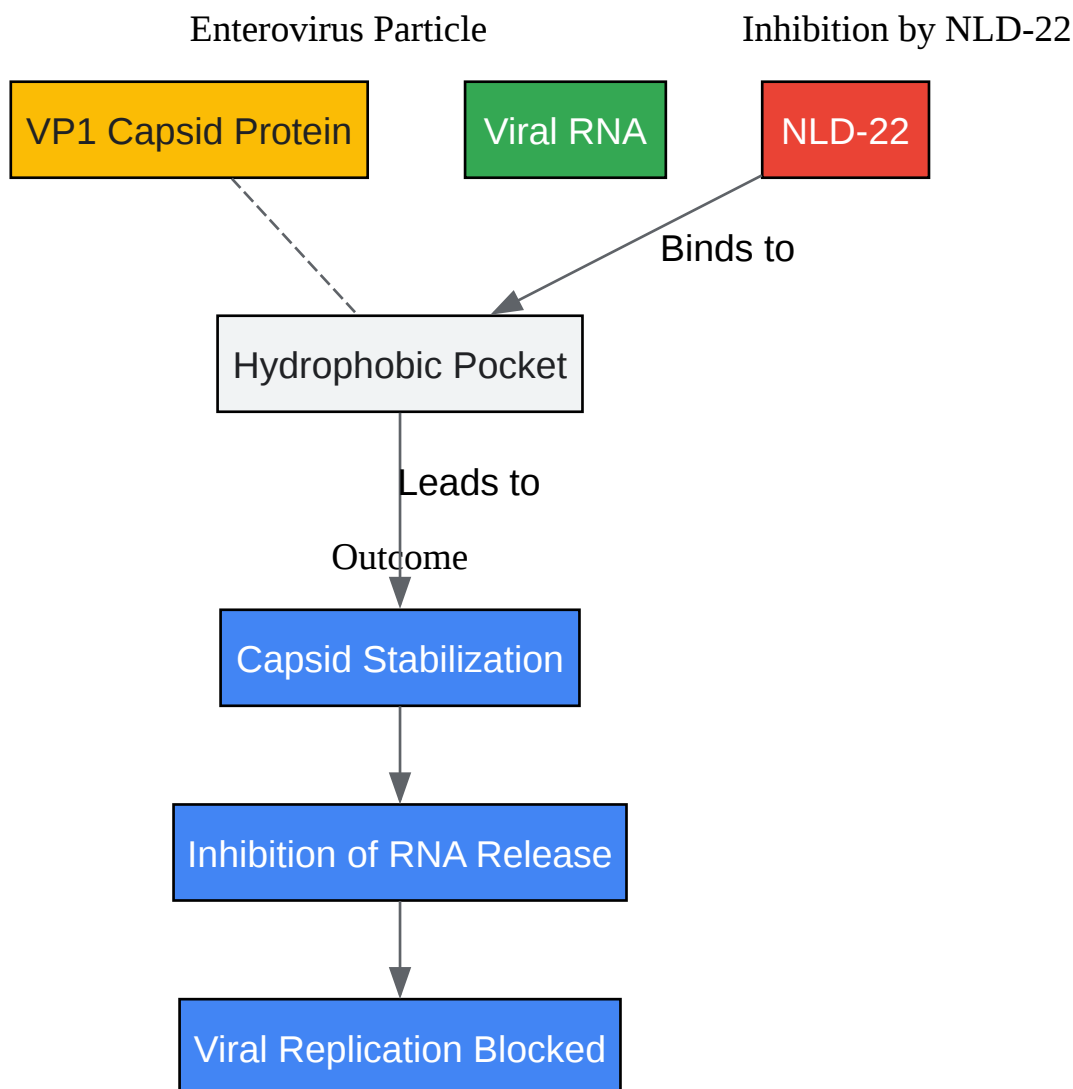 Enterovirus Particle
Inhibition by NLD-22
VP1 Capsid Protein
Viral RNA
NLD-22
Binds to
Hydrophobic Pocket
Leads to
Outcome
Capsid Stabilization
Inhibition of RNA Release
Viral Replication Blocked